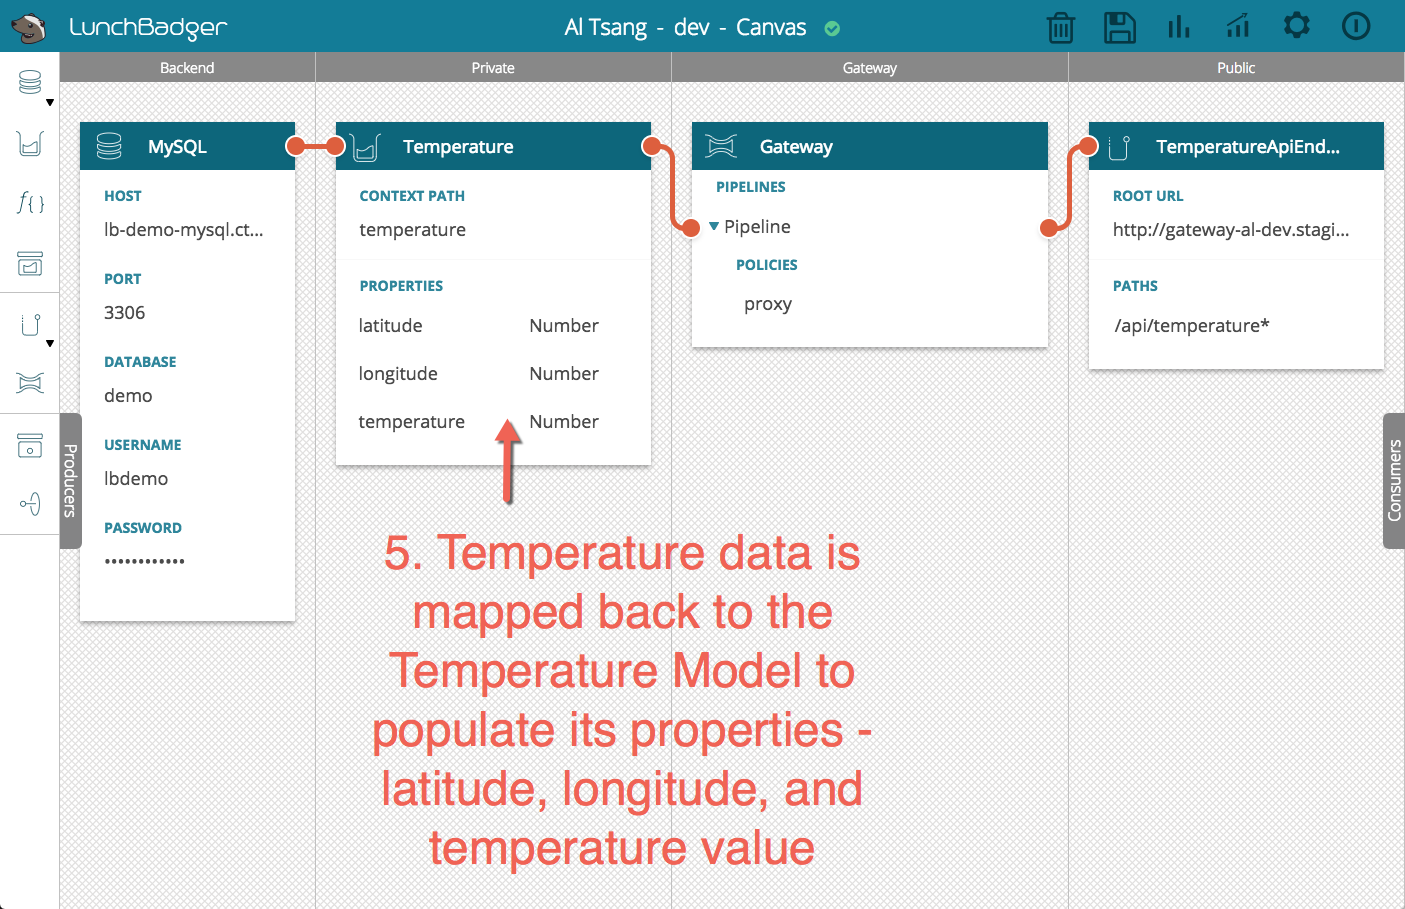 LunchBadger
Al Tsang - dev - Canvas
Backend
Private
Gateway
Public
MySQL
HOST
lb-demo-mysql.ct...
PORT
3306
DATABASE
demo
USERNAME
lbdemo
PASSWORD
••••••••••••
Temperature
CONTEXT PATH
temperature
PROPERTIES
latitude Number
longitude Number
temperature Number
Gateway
PIPELINES
Pipeline
POLICIES
proxy
TemperatureApiEnd...
ROOT URL
http://gateway-al-dev.stagi...
PATHS
/api/temperature*
f{}
Producers
Consumers
5. Temperature data is
mapped back to the
Temperature Model to
populate its properties -
latitude, longitude, and
temperature value